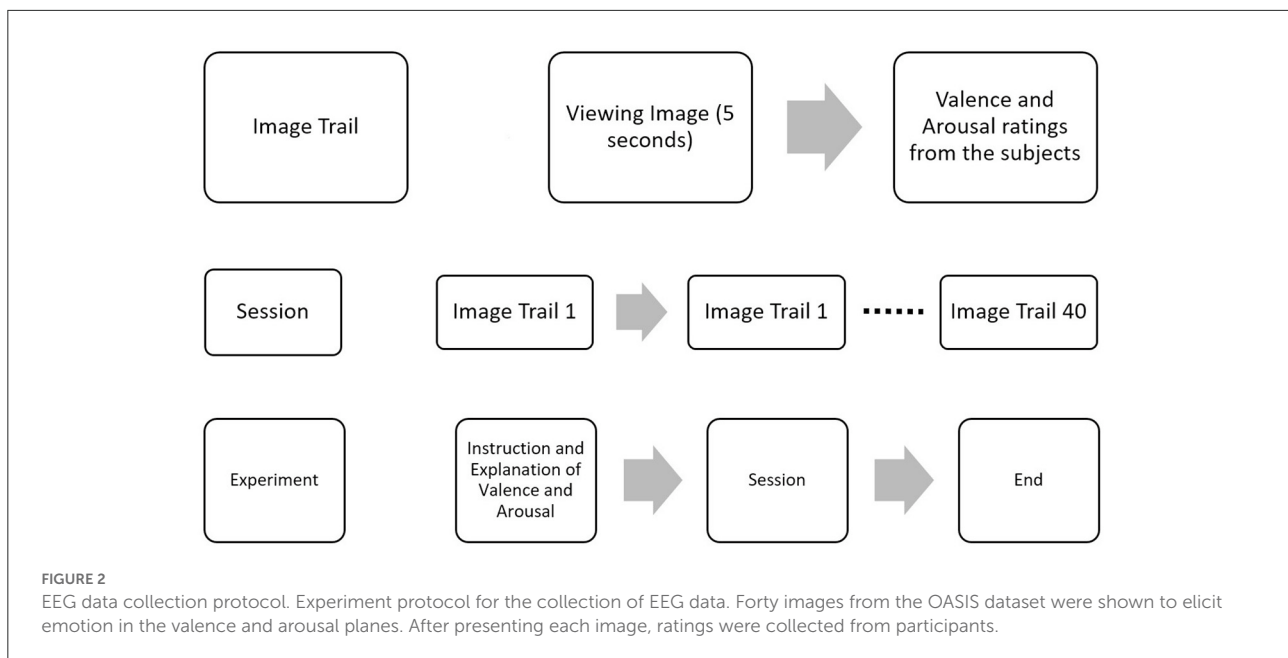 Image Trail
Viewing Image (5
seconds)
Valence and
Arousal ratings
from the subjects
Session
Image Trail 1
Image Trail 1
Image Trail 40
Experiment
Instruction and
Explanation of
Valence and
Arousal
Session
End
FIGURE 2
EEG data collection protocol. Experiment protocol for the collection of EEG data. Forty images from the OASIS dataset were shown to elicit
emotion in the valence and arousal planes. After presenting each image, ratings were collected from participants.